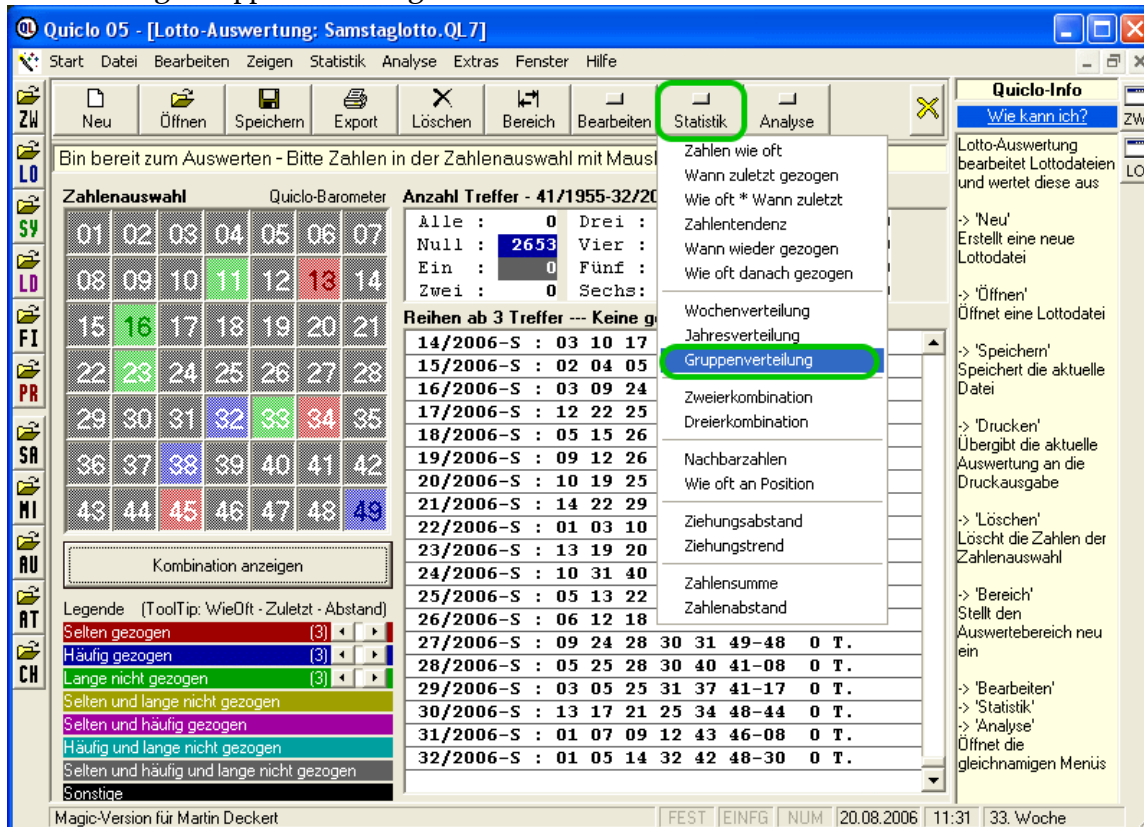 Quiclo 05 - [Lotto-Auswertung: Samstaglotto.QL7]
Start Datei Bearbeiten Zeigen Statistik Analyse Extras Fenster Hilfe
Neu Öffnen Speichern Export Löschen Bereich Bearbeiten Statistik Analyse
Bin bereit zum Auswerten - Bitte Zahlen in der Zahlenauswahl mit Mausk
ZW
LO
SY
LD
FI
PR
SA
MI
AU
AT
CH
Zahlenauswahl Quiclo-Barometer
01 02 03 04 05 06 07
08 09 10 11 12 13 14
15 16 17 18 19 20 21
22 23 24 25 26 27 28
29 30 31 32 33 34 35
36 37 38 39 40 41 42
43 44 45 46 47 48 49
Kombination anzeigen
Legende (ToolTip: WieOft - Zuletzt - Abstand)
Selten gezogen (3)
Häufig gezogen (3)
Lange nicht gezogen (3)
Selten und lange nicht gezogen
Selten und häufig gezogen
Häufig und lange nicht gezogen
Selten und häufig und lange nicht gezogen
Sonstige
Anzahl Treffer - 41/1955-32/20
Alle : 0 Drei :
Null : 2653 Vier :
Ein : 0 Fünf :
Zwei : 0 Sechs:
Reihen ab 3 Treffer --- Keine g
14/2006-S : 03 10 17
15/2006-S : 02 04 05
16/2006-S : 03 09 24
17/2006-S : 12 22 25
18/2006-S : 05 15 26
19/2006-S : 09 12 26
20/2006-S : 10 19 25
21/2006-S : 14 22 29
22/2006-S : 01 03 10
23/2006-S : 13 19 20
24/2006-S : 10 31 40
25/2006-S : 05 13 22
26/2006-S : 06 12 18
27/2006-S : 09 24 28 30 31 49-48 0 T.
28/2006-S : 05 25 28 30 40 41-08 0 T.
29/2006-S : 03 05 25 31 37 41-17 0 T.
30/2006-S : 13 17 21 25 34 48-44 0 T.
31/2006-S : 01 07 09 12 43 46-08 0 T.
32/2006-S : 01 05 14 32 42 48-30 0 T.
Zahlen wie oft
Wann zuletzt gezogen
Wie oft * Wann zuletzt
Zahlentendenz
Wann wieder gezogen
Wie oft danach gezogen
Wochenverteilung
Jahresverteilung
Gruppenverteilung
Zweierkombination
Dreierkombination
Nachbarzahlen
Wie oft an Position
Ziehungsabstand
Ziehungstrend
Zahlensumme
Zahlenabstand
Quiclo-Info
Wie kann ich?
Lotto-Auswertung
bearbeitet Lottodateien
und wertet diese aus
-> 'Neu'
Erstellt eine neue
Lottodatei
-> 'Öffnen'
Öffnet eine Lottodatei
-> 'Speichern'
Speichert die aktuelle
Datei
-> 'Drucken'
Übergibt die aktuelle
Auswertung an die
Druckausgabe
-> 'Löschen'
Löscht die Zahlen der
Zahlenauswahl
-> 'Bereich'
Stellt den
Auswertebereich neu
ein
-> 'Bearbeiten'
-> 'Statistik'
-> 'Analyse'
Öffnet die
gleichnamigen Menüs
ZW
LO
Magic-Version für Martin Deckert FEST EINFG NUM 20.08.2006 11:31 33. Woche